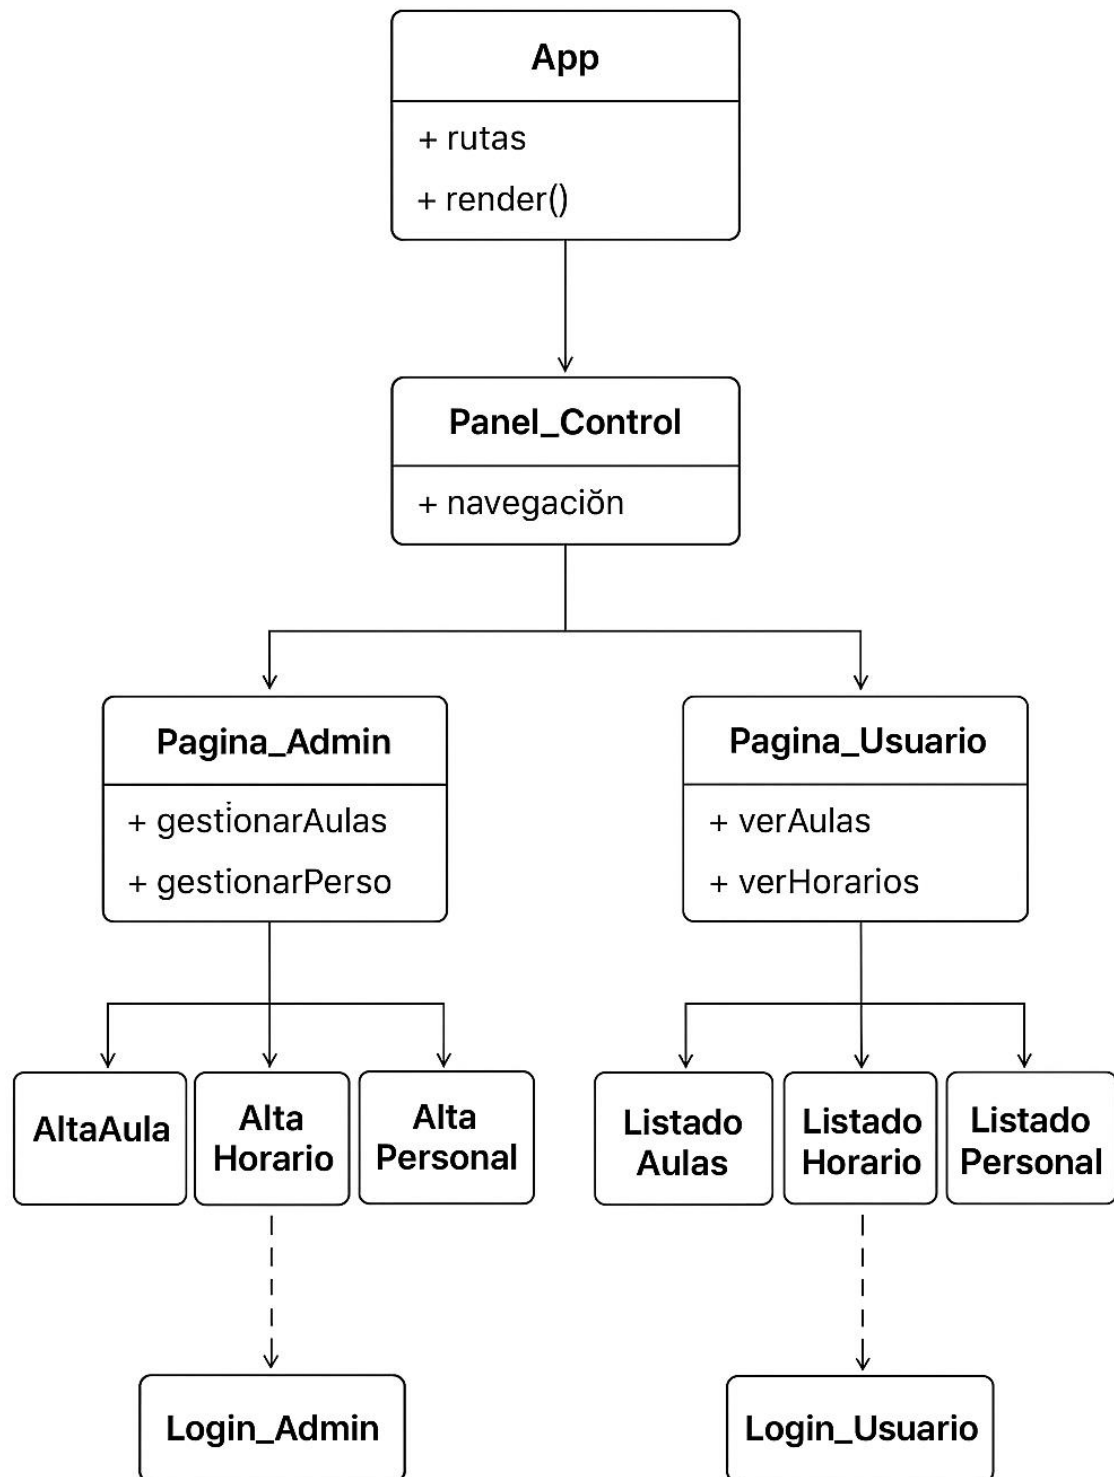 App
+ rutas
+ render()
Panel_Control
+ navegaciŏn
Pagina_Admin
+ gestionarAulas
+ gestionarPerso
Pagina_Usuario
+ verAulas
+ verHorarios
AltaAula
Alta
Horario
Alta
Personal
Listado
Aulas
Listado
Horario
Listado
Personal
Login_Admin
Login_Usuario